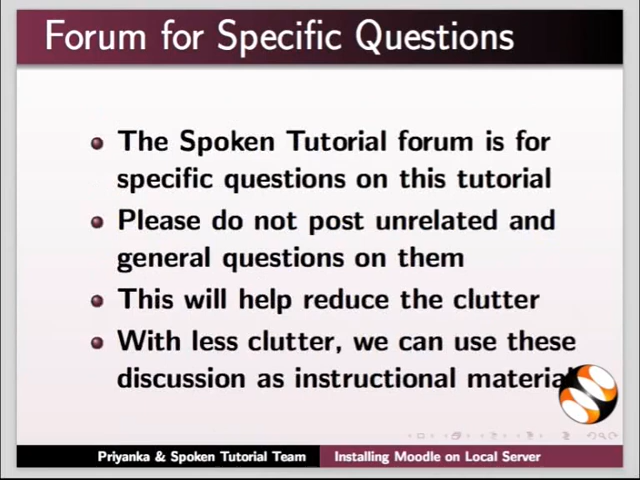 Forum for Specific Questions
The Spoken Tutorial forum is for
specific questions on this tutorial
Please do not post unrelated and
general questions on them
This will help reduce the clutter
With less clutter, we can use these
discussion as instructional material
Priyanka & Spoken Tutorial Team
Installing Moodle on Local Server